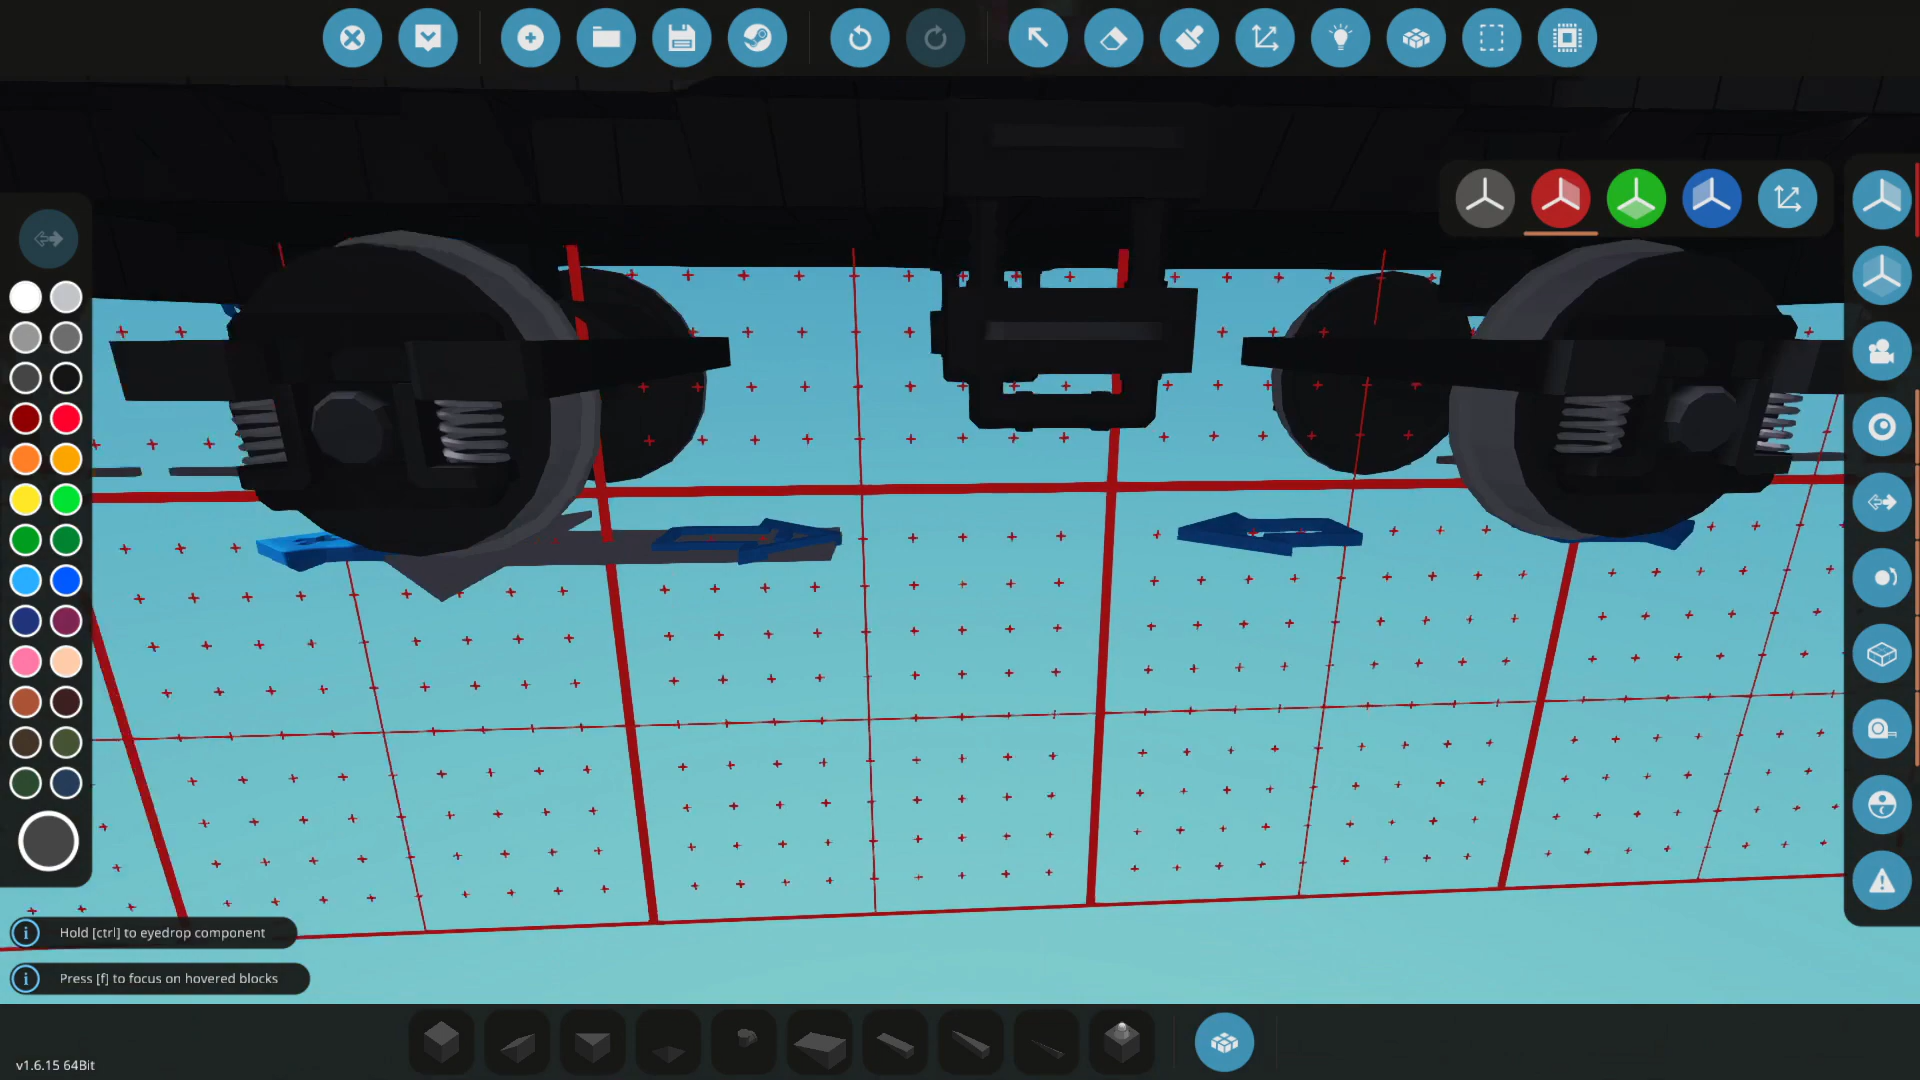 Hold [ctrl] to eyedrop component
Press [f] to focus on hovered blocks
v1.6.15 64Bit